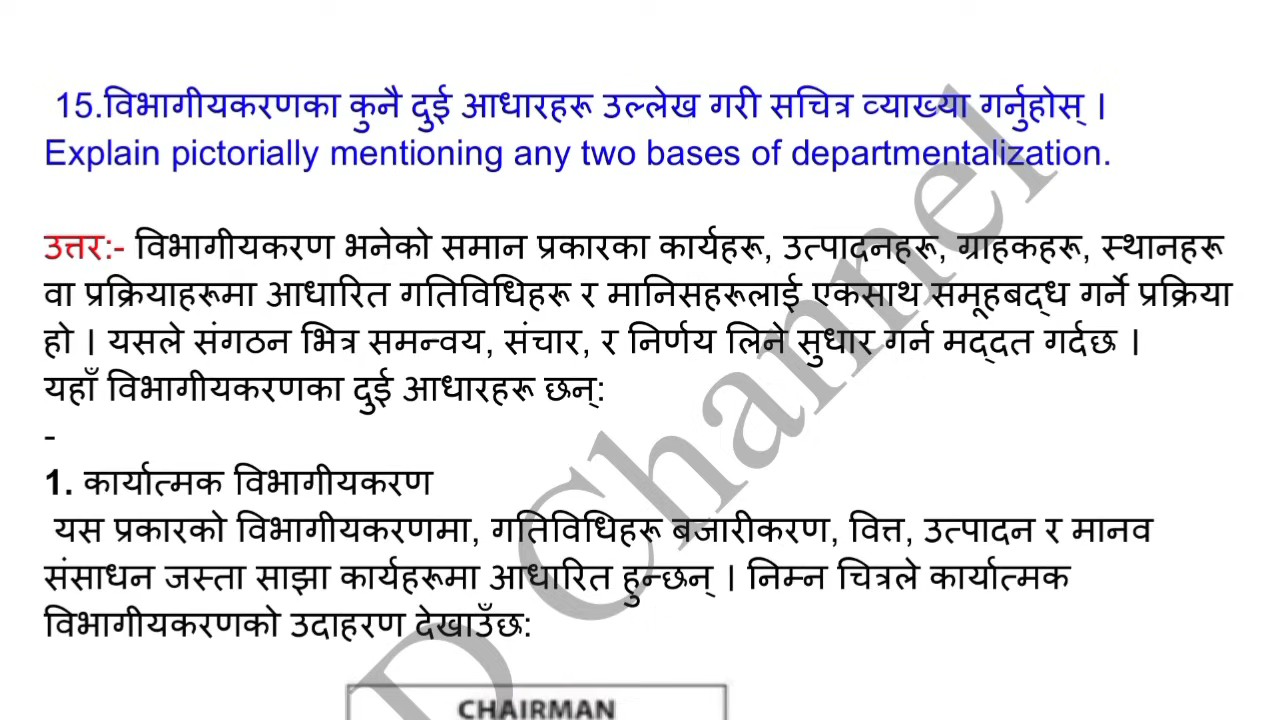 15.विभागीयकरणका कुनै दुई आधारहरू उल्लेख गरी सचित्र व्याख्या गर्नुहोस् ।
Explain pictorially mentioning any two bases of departmentalization.
उत्तर:- विभागीयकरण भनेको समान प्रकारका कार्यहरू, उत्पादनहरू, ग्राहकहरू, स्थानहरू
वा प्रक्रियाहरूमा आधारित गतिविधिहरू र मानिसहरूलाई एकसाथ समूहबद्ध गर्ने प्रक्रिया
हो । यसले संगठन भित्र समन्वय, संचार, र निर्णय लिने सुधार गर्न मद्दत गर्दछ ।
यहाँ विभागीयकरणका दुई आधारहरू छन्:
-
1. कार्यात्मक विभागीयकरण
यस प्रकारको विभागीयकरणमा, गतिविधिहरू बजारीकरण, वित्त, उत्पादन र मानव
संसाधन जस्ता साझा कार्यहरूमा आधारित हुन्छन् । निम्न चित्रले कार्यात्मक
विभागीयकरणको उदाहरण देखाउँछ:
CHAIRMAN
D Channel